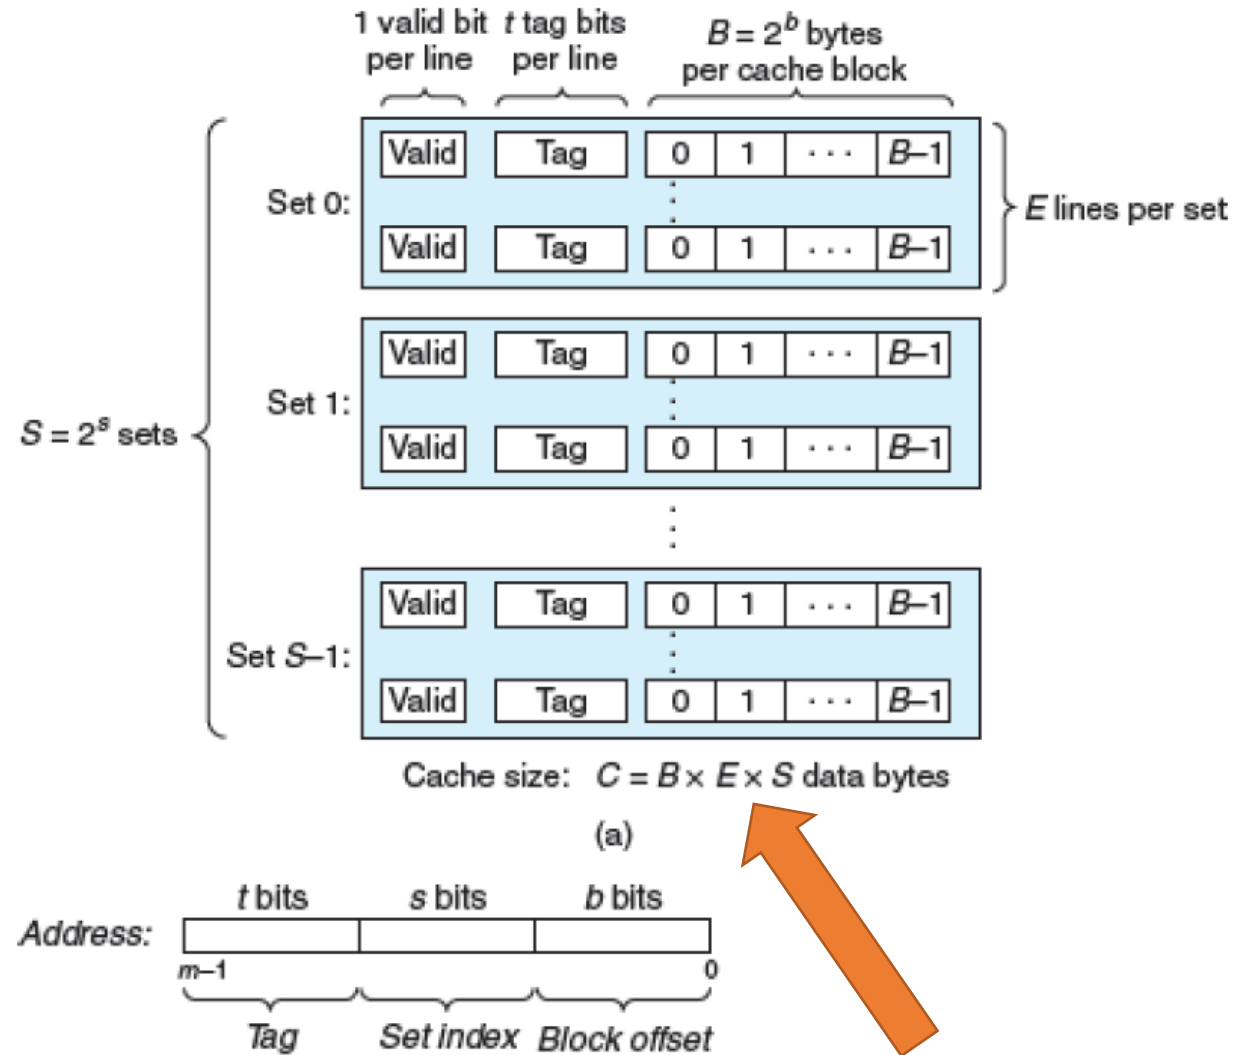 1 valid bit per line
t tag bits per line
B = 2^b bytes per cache block
Valid Tag 0 1 · · · B–1
Set 0:
E lines per set
Valid Tag 0 1 · · · B–1
Valid Tag 0 1 · · · B–1
Set 1:
S = 2^s sets
Valid Tag 0 1 · · · B–1
Valid Tag 0 1 · · · B–1
Set S–1:
Valid Tag 0 1 · · · B–1
Cache size: C = B × E × S data bytes
(a)
t bits s bits b bits
Address:
m–1 0
Tag Set index Block offset